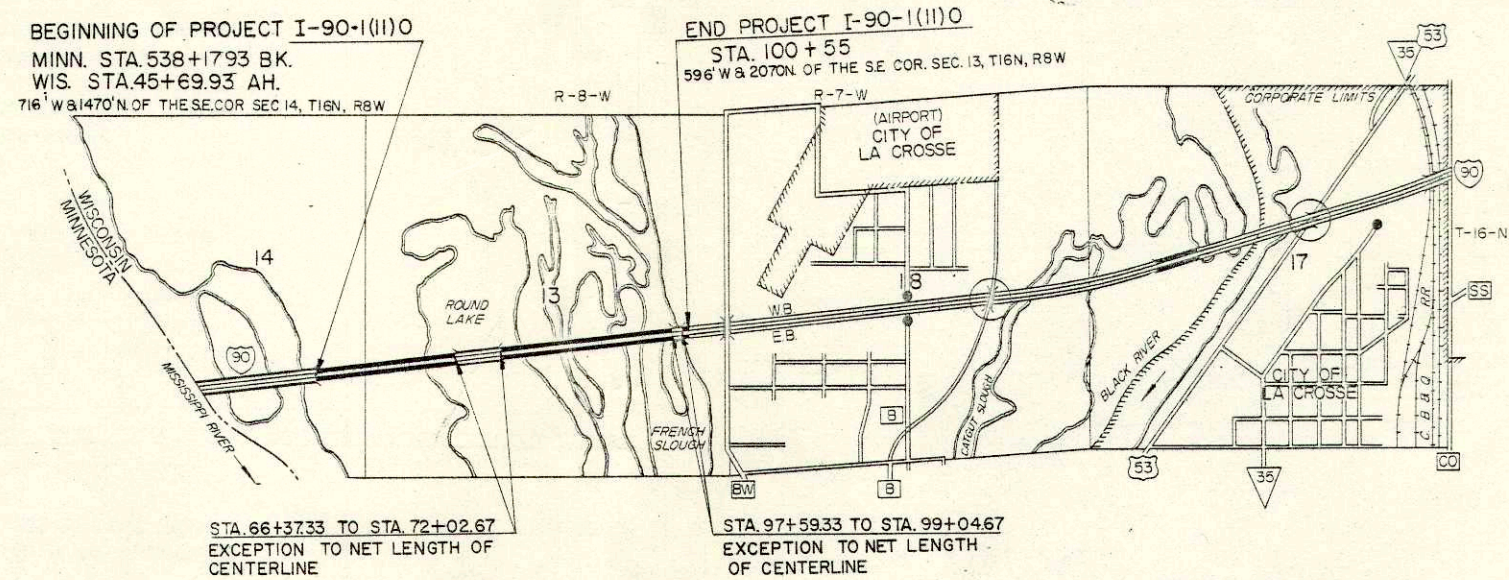 BEGINNING OF PROJECT I-90-1(11)0
MINN. STA. 538+1793 BK.
WIS. STA. 45+69.93 AH.
716' W & 1470' N. OF THE S.E. COR SEC 14, T16N, R8W
END PROJECT I-90-1(11)0
STA. 100+55
596' W & 2070N. OF THE S.E. COR. SEC. 13, T16N, R8W
R-8-W
R-7-W
35
53
CORPORATE LIMITS
(AIRPORT)
CITY OF
LA CROSSE
90
T-16-N
WISCONSIN
MINNESOTA
14
ROUND
LAKE
13
18
17
W.B.
E.B.
SS
90
MISSISSIPPI RIVER
FRENCH
SLOUGH
B
CATGUT SLOUGH
BLACK RIVER
CITY OF
LA CROSSE
C B & Q RR
BW
B
53
35
CO
STA. 66+37.33 TO STA. 72+02.67
EXCEPTION TO NET LENGTH OF
CENTERLINE
STA. 97+59.33 TO STA. 99+04.67
EXCEPTION TO NET LENGTH
OF CENTERLINE